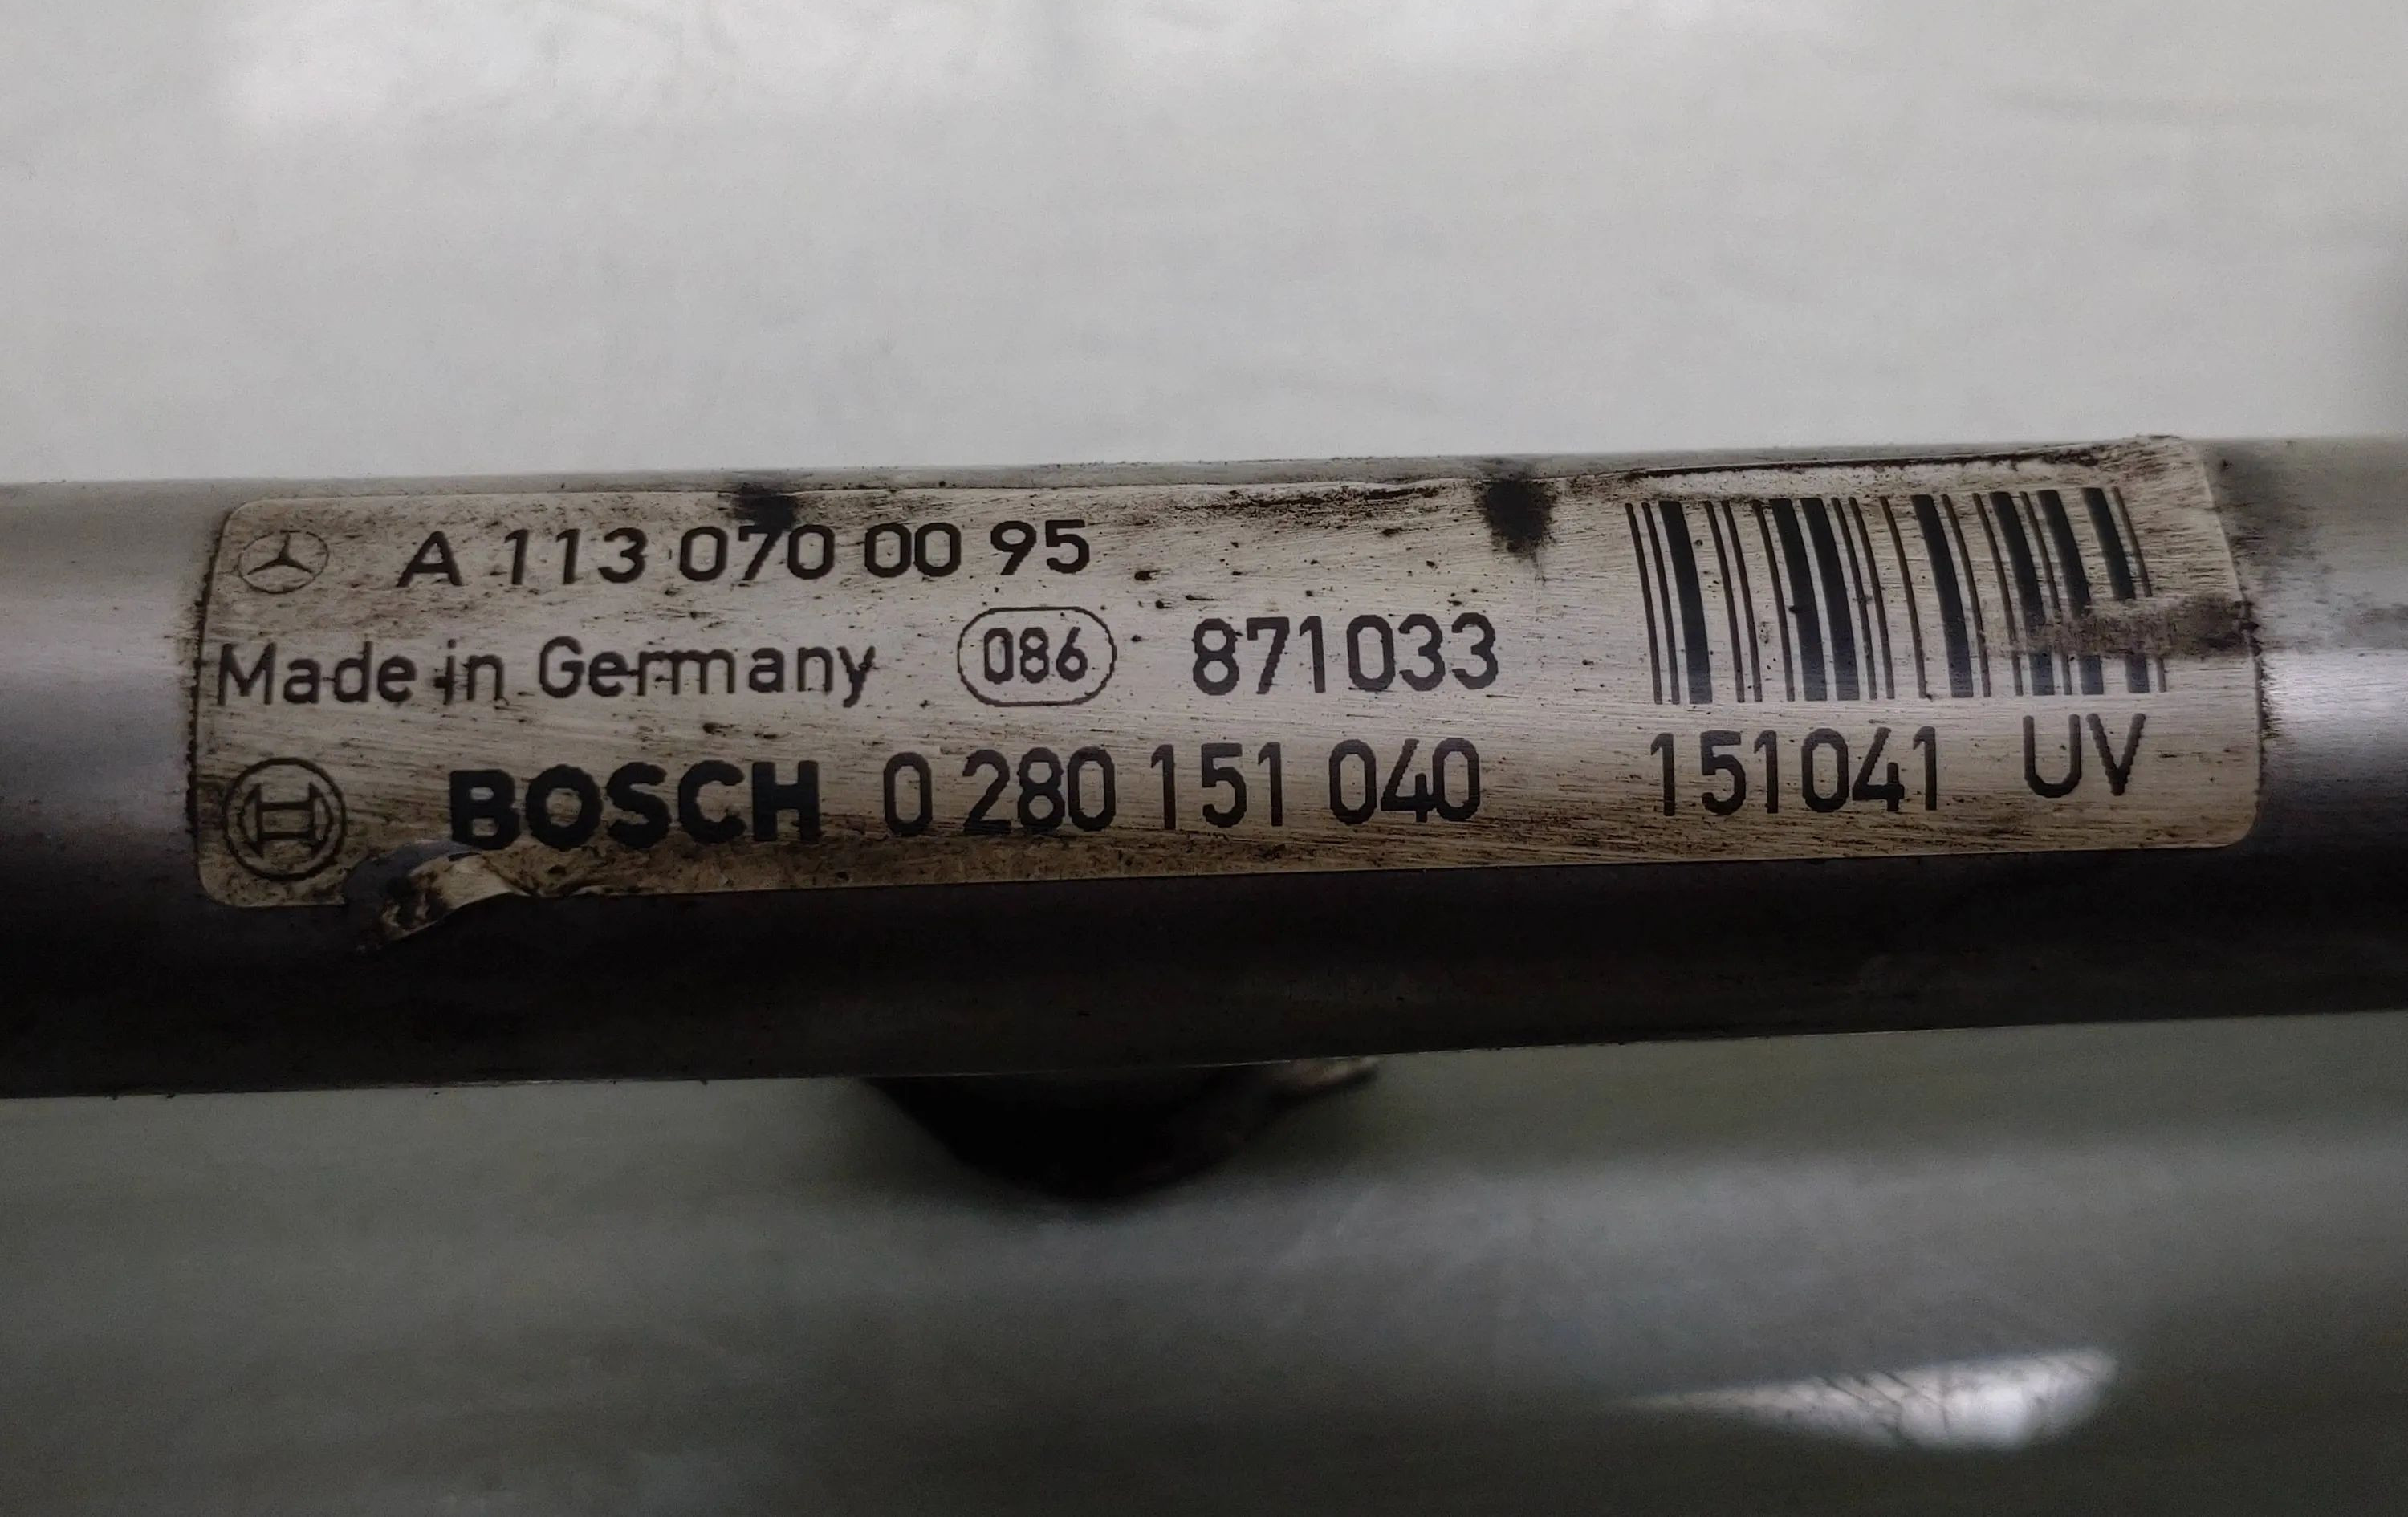 A 113 070 00 95
Made in Germany 086 871033
BOSCH 0 280 151 040 151041 UV